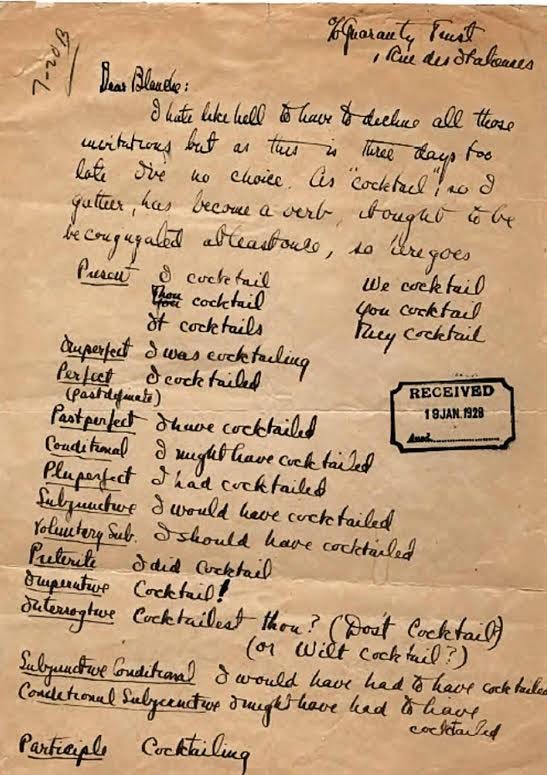 c/o Guaranty Trust
1 Rue des Italiennes
7-20B
Dear Blanche:
I hate like hell to have to decline all those
invitations but as this is three days too
late I've no choice. As "cocktail", so I
gather, has become a verb, it ought to be
be conjugated at least once, so here goes
Present I cocktail We cocktail
Thou cocktail You cocktail
It cocktails They cocktail
Imperfect I was cocktailing
Perfect I cocktailed
(past definate)
Past perfect I have cocktailed
Conditional I might have cocktailed
Pluperfect I had cocktailed
Subjunctive I would have cocktailed
Voluntary Sub. I should have cocktailed
Preterite I did cocktail
Imperative Cocktail!
Interrogtive Cocktailest thou? (Dos't Cocktail)
(or Wilt cocktail?)
Subjunctive Conditional I would have had to have cocktailed
Conditional Subjunctive I might have had to have
cocktailed
Participle Cocktailing
RECEIVED
19 JAN. 1928